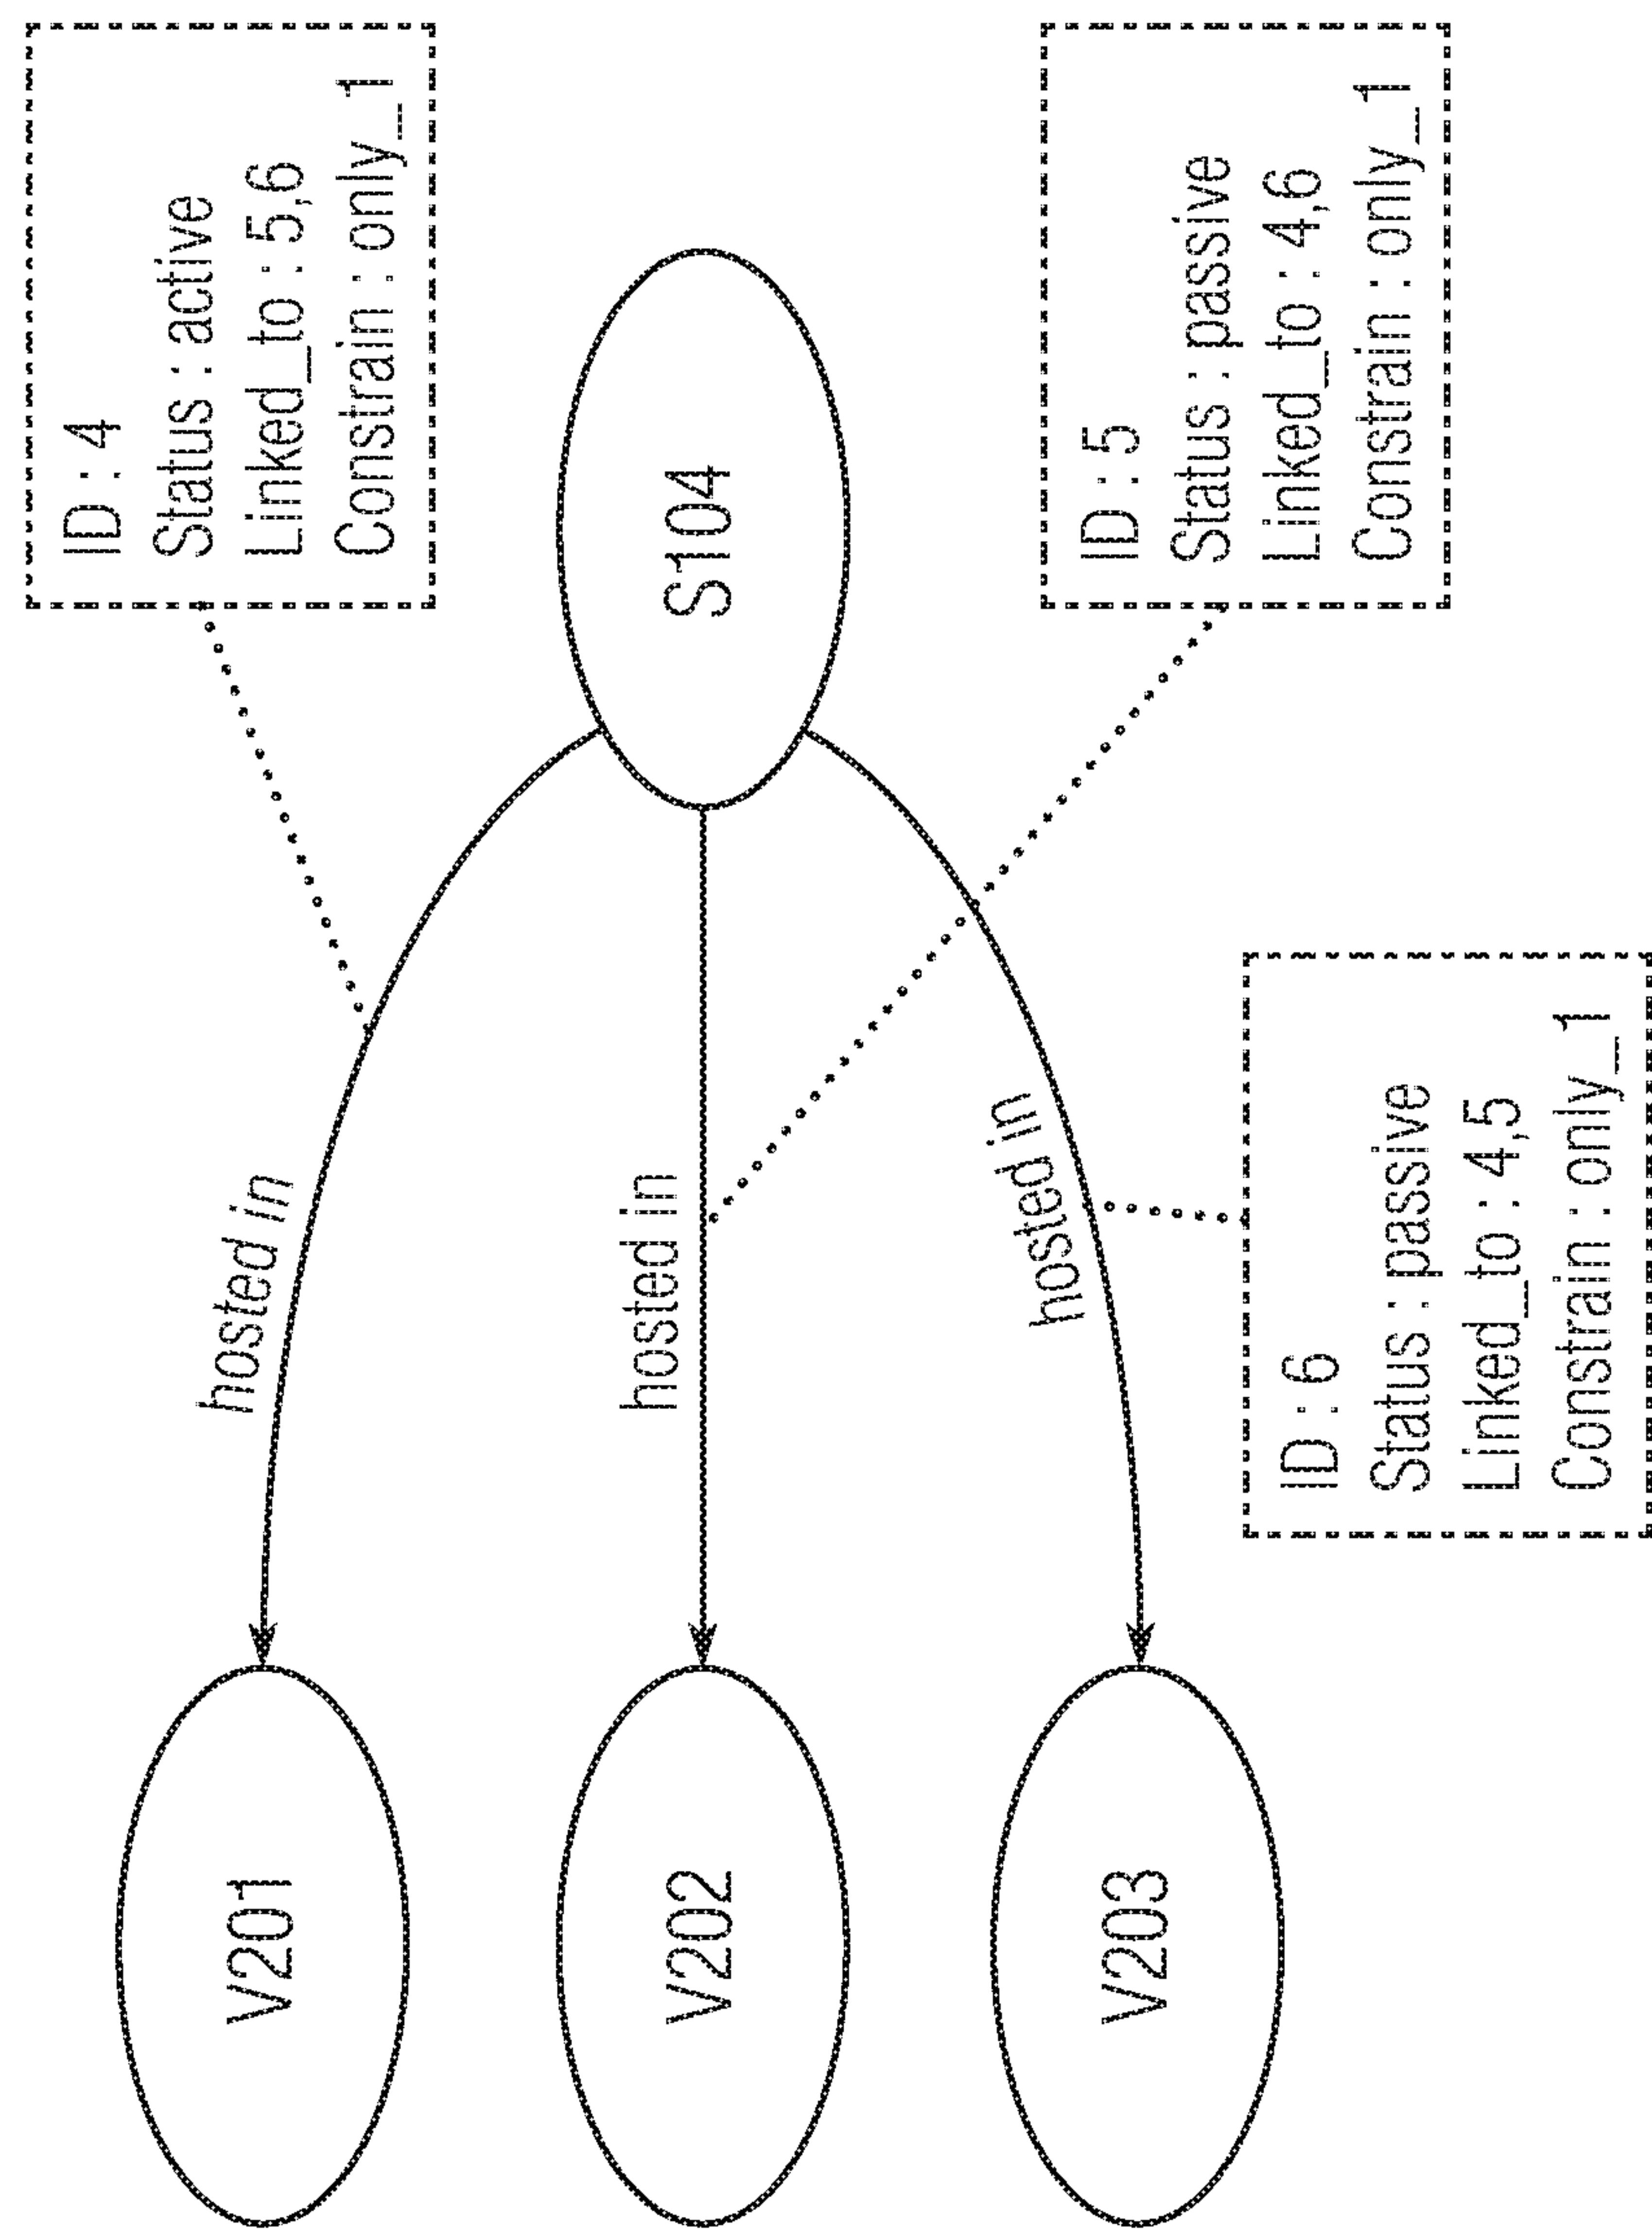 V201
V202
V203
hosted in
hosted in
hosted in
S104
ID : 4
Status : active
Linked_to : 5,6
Constrain : only_1
ID : 5
Status : passive
Linked_to : 4,6
Constrain : only_1
ID : 6
Status : passive
Linked_to : 4,5
Constrain : only_1